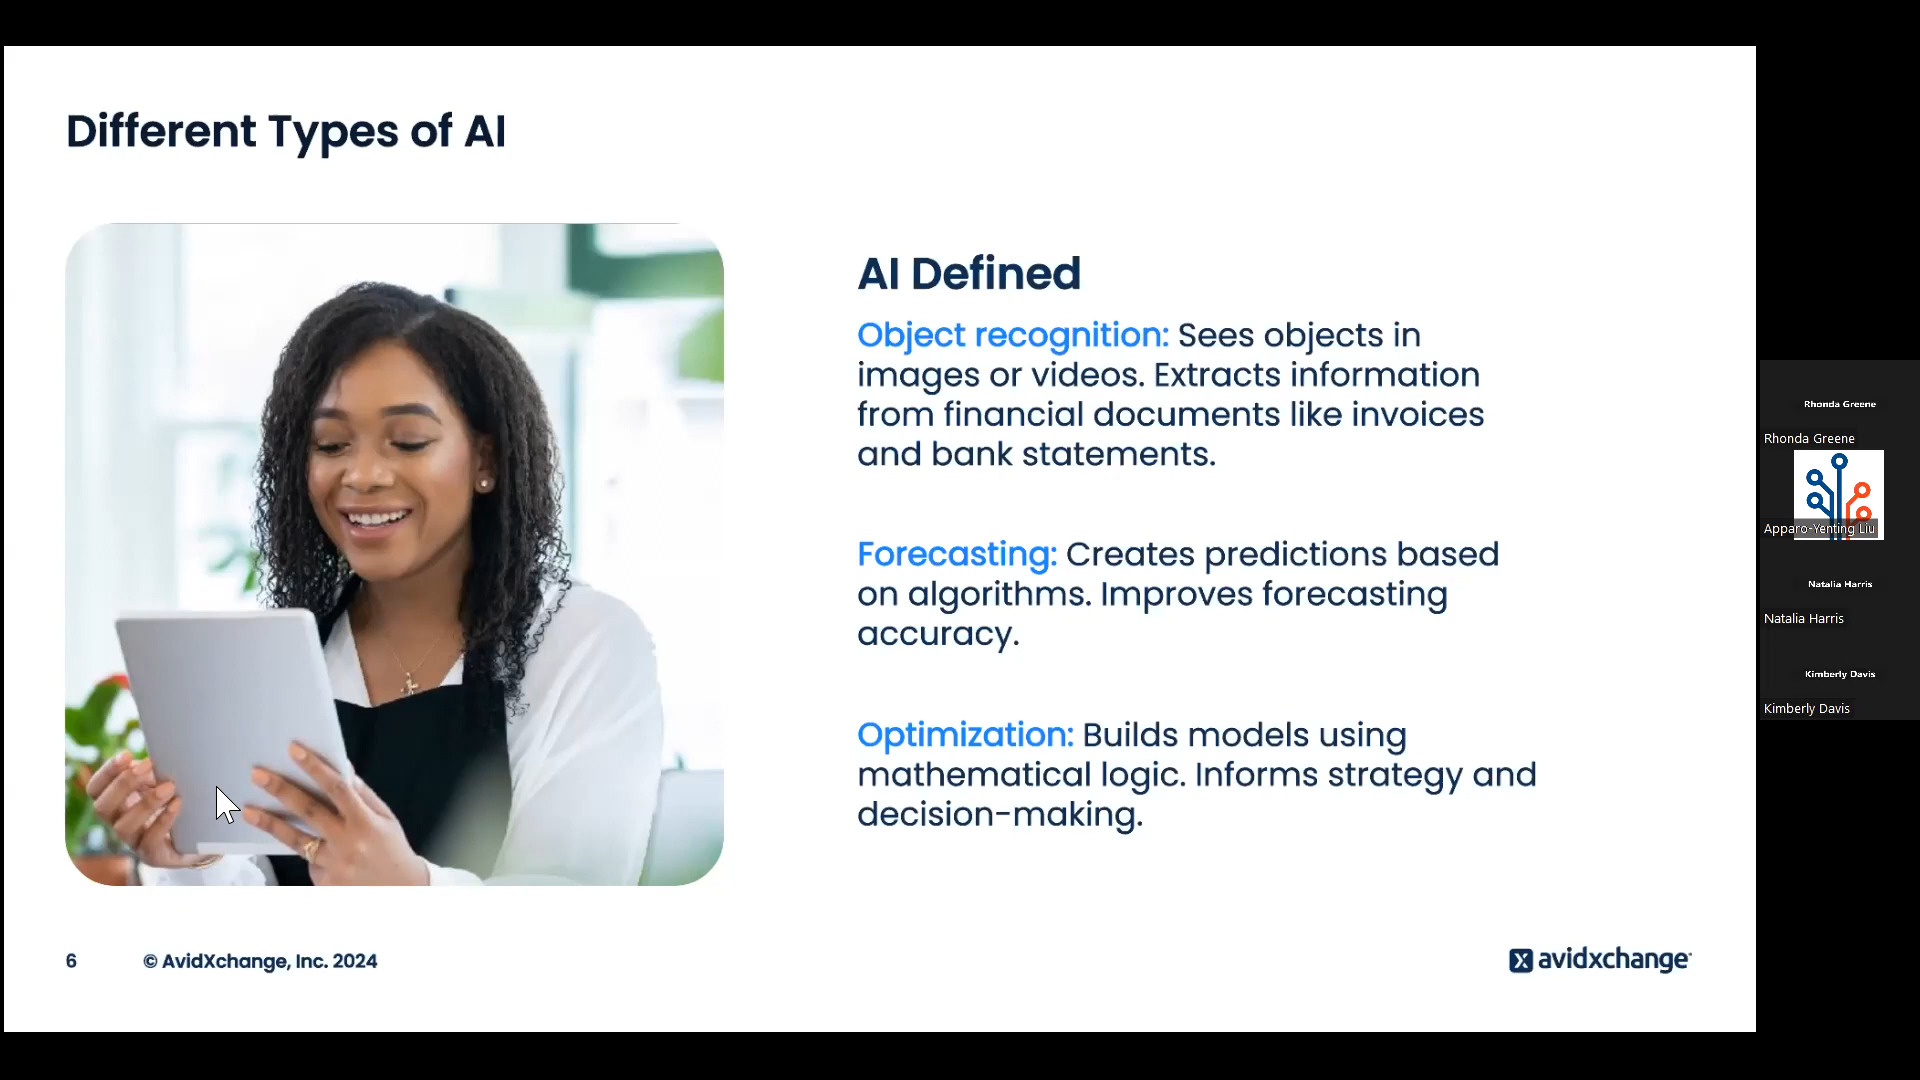 Different Types of AI
AI Defined
Object recognition: Sees objects in
images or videos. Extracts information
from financial documents like invoices
and bank statements.
Forecasting: Creates predictions based
on algorithms. Improves forecasting
accuracy.
Optimization: Builds models using
mathematical logic. Informs strategy and
decision-making.
6
© AvidXchange, Inc. 2024
avidxchange
Rhonda Greene
Rhonda Greene
Apparo-Yenting Liu
Natalia Harris
Natalia Harris
Kimberly Davis
Kimberly Davis